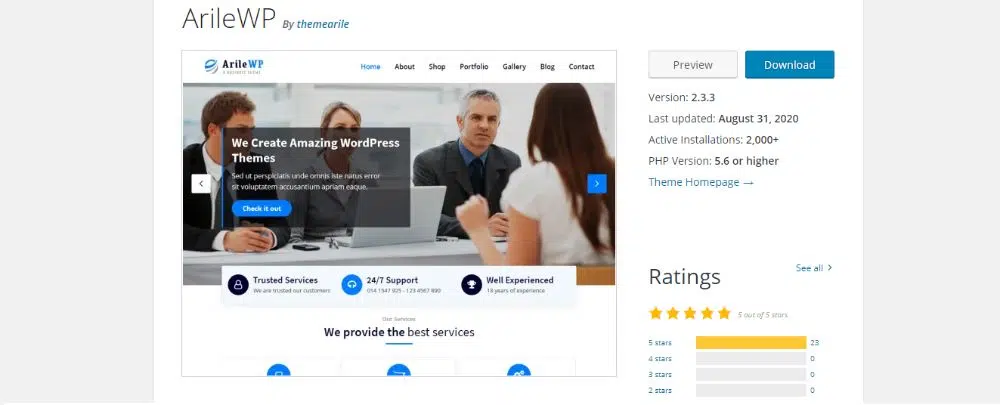 ArileWP By themearile
ArileWP
A BUSINESS THEME
Home About Shop Portfolio Gallery Blog Contact
We Create Amazing WordPress
Themes
Sed ut perspiciatis unde omnis iste natus error
sit voluptatem accusantium apriam eaque.
Check it out
Trusted Services
We are trusted our customers
24/7 Support
054 1547 925 - 123 4567 890
Well Experienced
18 years of experience
Our Services
We provide the best services
Preview
Download
Version: 2.3.3
Last updated: August 31, 2020
Active Installations: 2,000+
PHP Version: 5.6 or higher
Theme Homepage →
Ratings
See all >
5 out of 5 stars
5 stars 23
4 stars 0
3 stars 0
2 stars 0